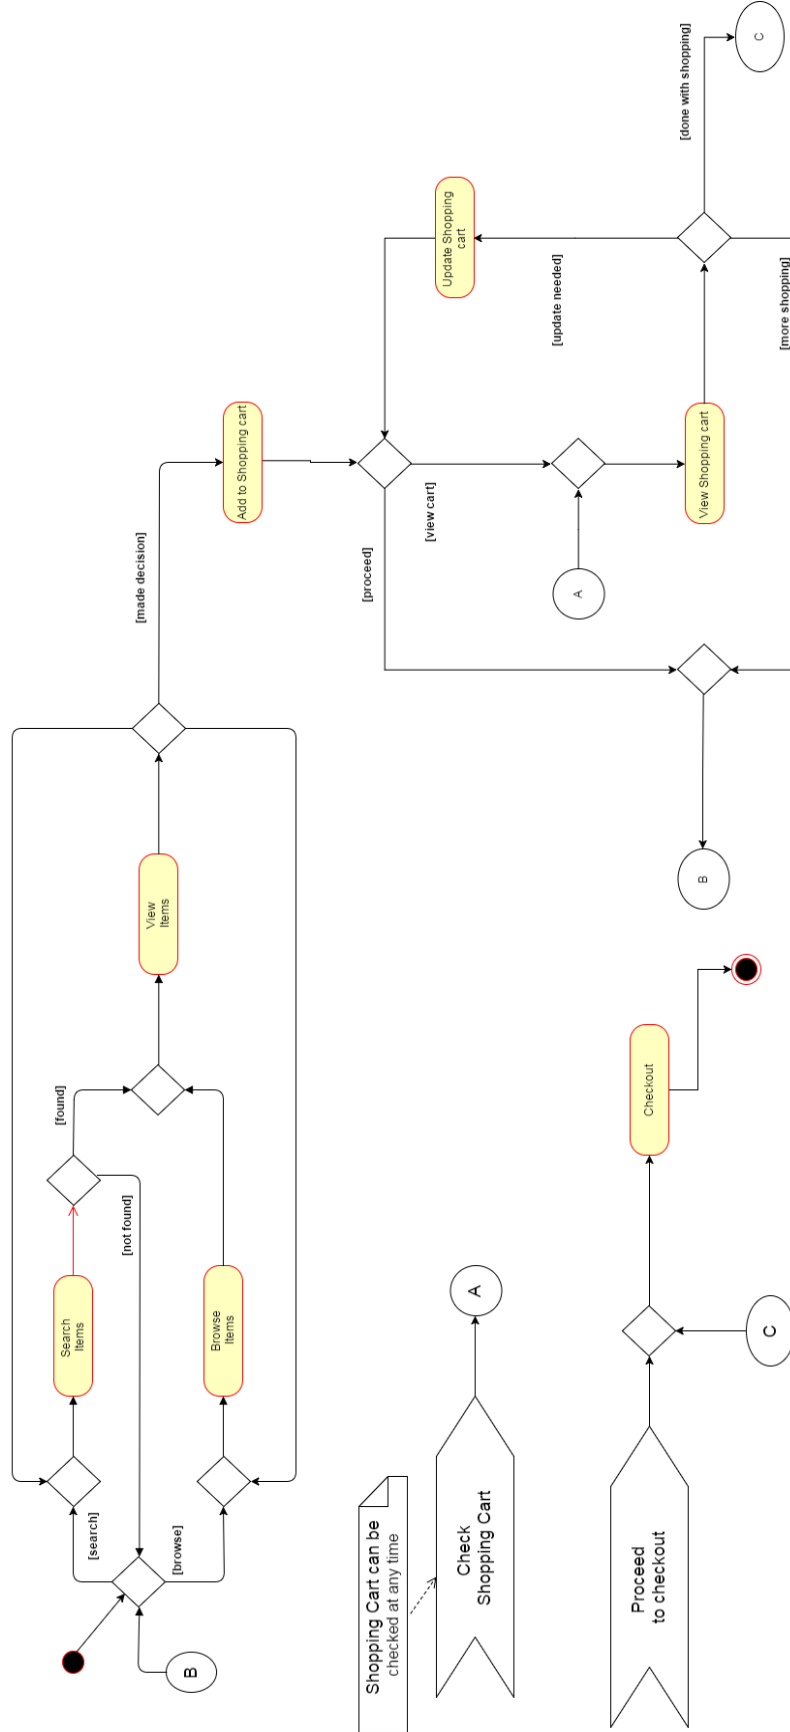 [found]
Search
Items
[search]
[not found]
[made decision]
View
Items
[browse]
B
Browse
Items
Add to Shopping cart
[proceed]
Shopping Cart can be
checked at any time
[view cart]
Update Shopping
cart
Check
Shopping Cart
A
[update needed]
A
Proceed
to checkout
Checkout
[done with shopping]
B
View Shopping cart
C
C
[more shopping]